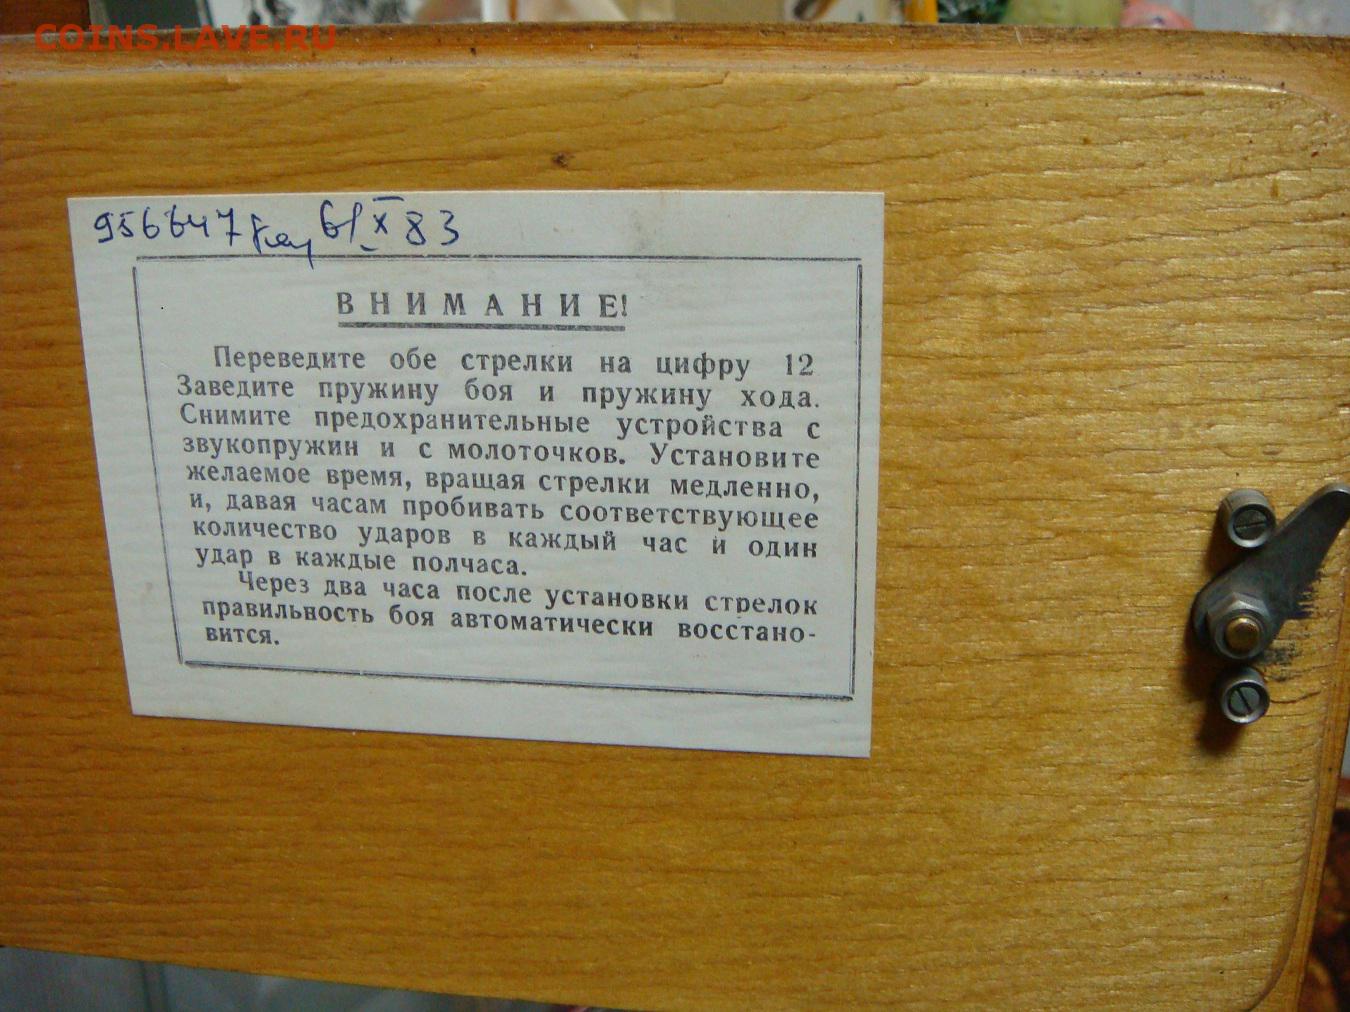 COINS.LAVE.RU
956647 6/X 83
ВНИМАНИЕ!
Переведите обе стрелки на цифру 12
Заведите пружину боя и пружину хода.
Снимите предохранительные устройства с
звукопружин и с молоточков. Установите
желаемое время, вращая стрелки медленно,
и, давая часам пробивать соответствующее
количество ударов в каждый час и один
удар в каждые полчаса.
Через два часа после установки стрелок
правильность боя автоматически восстано-
вится.